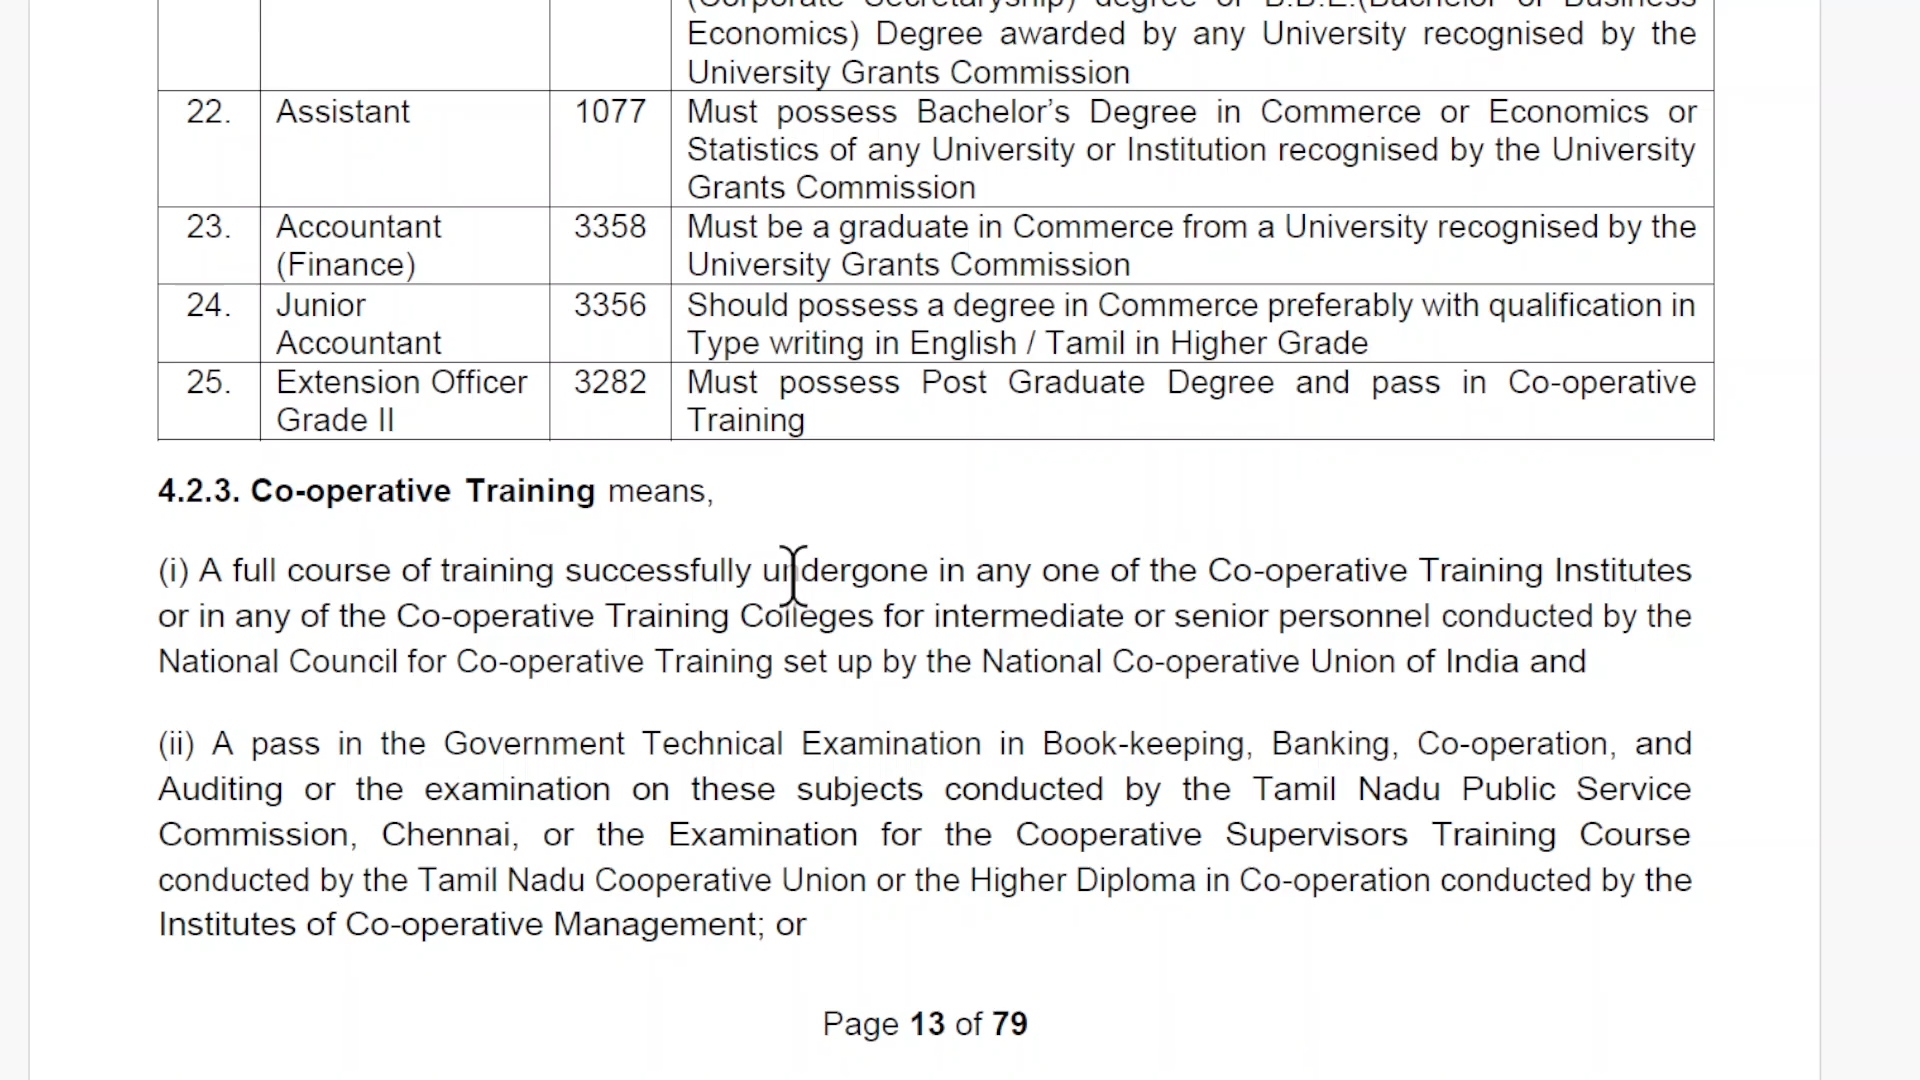 (Corporate Secretaryship) degree or B.B.E.(Bachelor of Business
Economics) Degree awarded by any University recognised by the
University Grants Commission
22. Assistant 1077 Must possess Bachelor’s Degree in Commerce or Economics or
Statistics of any University or Institution recognised by the University
Grants Commission
23. Accountant 3358 Must be a graduate in Commerce from a University recognised by the
(Finance) University Grants Commission
24. Junior 3356 Should possess a degree in Commerce preferably with qualification in
Accountant Type writing in English / Tamil in Higher Grade
25. Extension Officer 3282 Must possess Post Graduate Degree and pass in Co-operative
Grade II Training
4.2.3. Co-operative Training means,
(i) A full course of training successfully undergone in any one of the Co-operative Training Institutes
or in any of the Co-operative Training Colleges for intermediate or senior personnel conducted by the
National Council for Co-operative Training set up by the National Co-operative Union of India and
(ii) A pass in the Government Technical Examination in Book-keeping, Banking, Co-operation, and
Auditing or the examination on these subjects conducted by the Tamil Nadu Public Service
Commission, Chennai, or the Examination for the Cooperative Supervisors Training Course
conducted by the Tamil Nadu Cooperative Union or the Higher Diploma in Co-operation conducted by the
Institutes of Co-operative Management; or
Page 13 of 79